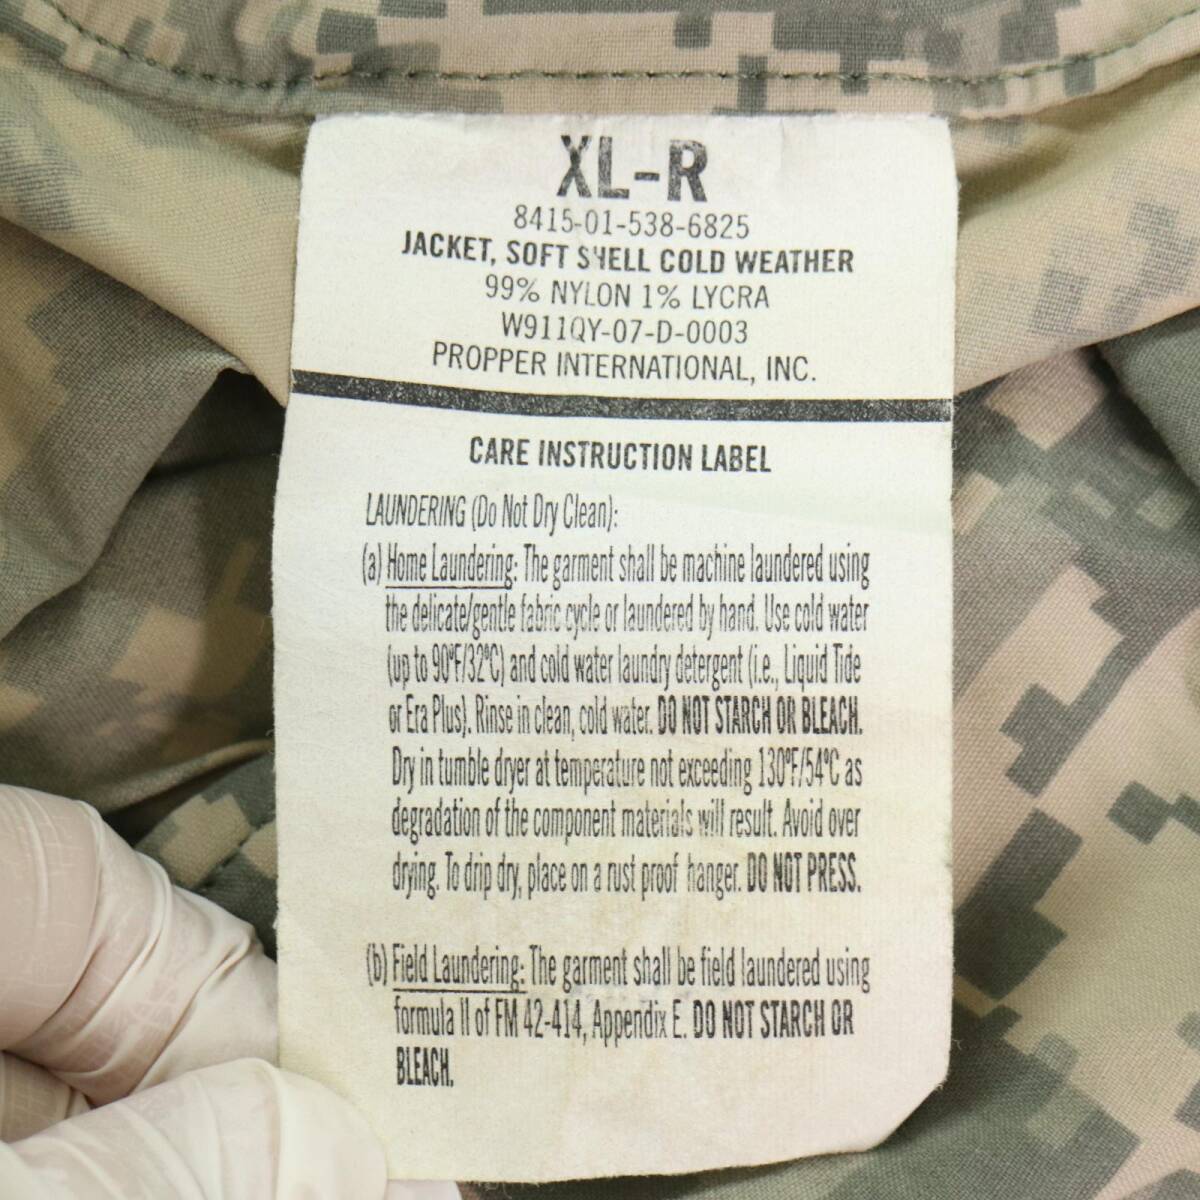 XL-R
8415-01-538-6825
JACKET, SOFT SHELL COLD WEATHER
99% NYLON 1% LYCRA
W911QY-07-D-0003
PROPPER INTERNATIONAL, INC.
CARE INSTRUCTION LABEL
LAUNDERING (Do Not Dry Clean):
(a) Home Laundering: The garment shall be machine laundered using
the delicate/gentle fabric cycle or laundered by hand. Use cold water
(up to 90°F/32°C) and cold water laundry detergent (i.e., Liquid Tide
or Era Plus). Rinse in clean, cold water. DO NOT STARCH OR BLEACH.
Dry in tumble dryer at temperature not exceeding 130°F/54°C as
degradation of the component materials will result. Avoid over
drying. To drip dry, place on a rust proof hanger. DO NOT PRESS.
(b) Field Laundering: The garment shall be field laundered using
formula II of FM 42-414, Appendix E. DO NOT STARCH OR
BLEACH.